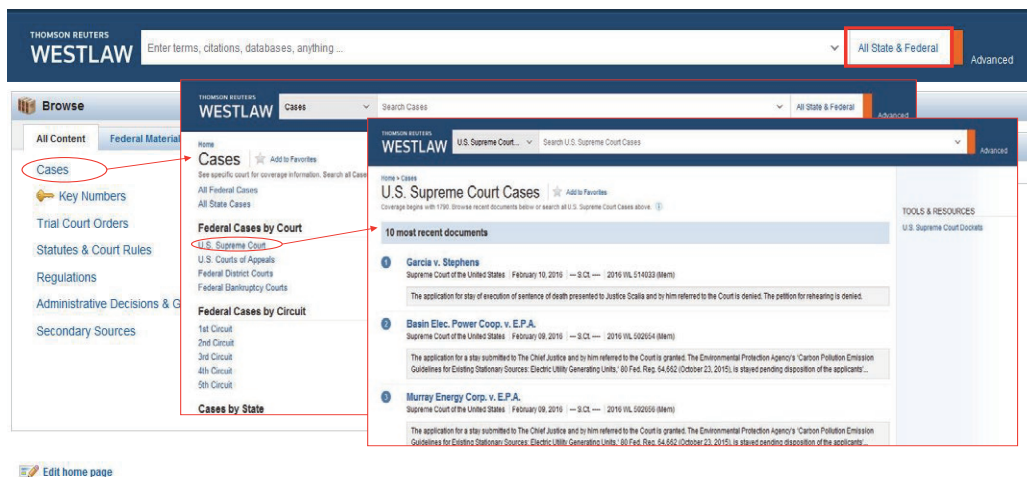 THOMSON REUTERS
WESTLAW
Enter terms, citations, databases, anything ...
All State & Federal
Advanced
Browse
All Content
Federal Material
Cases
Key Numbers
Trial Court Orders
Statutes & Court Rules
Regulations
Administrative Decisions & G
Secondary Sources
Edit home page
THOMSON REUTERS
WESTLAW
Cases
Search Cases
All State & Federal
Advanced
Home
Cases
Add to Favorites
See specific court for coverage information. Search all Case
All Federal Cases
All State Cases
Federal Cases by Court
U.S. Supreme Court
U.S. Courts of Appeals
Federal District Courts
Federal Bankruptcy Courts
Federal Cases by Circuit
1st Circuit
2nd Circuit
3rd Circuit
4th Circuit
5th Circuit
Cases by State
THOMSON REUTERS
WESTLAW
U.S. Supreme Court...
Search U.S. Supreme Court Cases
Advanced
Home > Cases
U.S. Supreme Court Cases
Add to Favorites
Coverage begins with 1790. Browse recent documents below or search all U.S. Supreme Court Cases above.
TOOLS & RESOURCES
U.S. Supreme Court Dockets
10 most recent documents
1 Garcia v. Stephens
Supreme Court of the United States | February 10, 2016 | --- S.Ct. ---- | 2016 WL 514033 (Mem)
The application for stay of execution of sentence of death presented to Justice Scalia and by him referred to the Court is denied. The petition for rehearing is denied.
2 Basin Elec. Power Coop. v. E.P.A.
Supreme Court of the United States | February 09, 2016 | --- S.Ct. ---- | 2016 WL 502654 (Mem)
The application for a stay submitted to The Chief Justice and by him referred to the Court is granted. The Environmental Protection Agency's 'Carbon Pollution Emission
Guidelines for Existing Stationary Sources: Electric Utility Generating Units,' 80 Fed. Reg. 64,662 (October 23, 2015), is stayed pending disposition of the applicants'...
3 Murray Energy Corp. v. E.P.A.
Supreme Court of the United States | February 09, 2016 | --- S.Ct. ---- | 2016 WL 502656 (Mem)
The application for a stay submitted to The Chief Justice and by him referred to the Court is granted. The Environmental Protection Agency's 'Carbon Pollution Emission
Guidelines for Existing Stationary Sources: Electric Utility Generating Units,' 80 Fed. Reg. 64,662 (October 23, 2015), is stayed pending disposition of the applicants'...